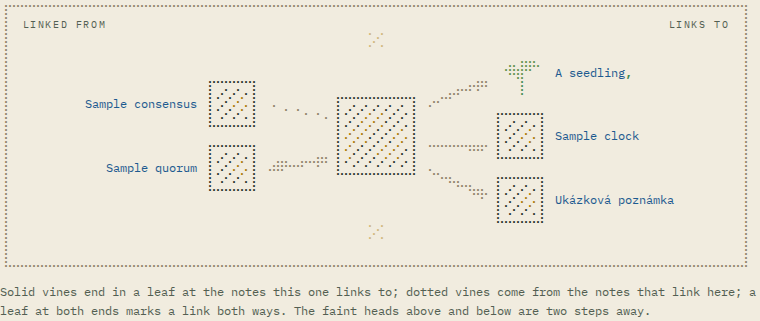 LINKED FROM
LINKS TO
A seedling,
Sample consensus
Sample clock
Sample quorum
Ukázková poznámka
Solid vines end in a leaf at the notes this one links to; dotted vines come from the notes that link here; a
leaf at both ends marks a link both ways. The faint heads above and below are two steps away.